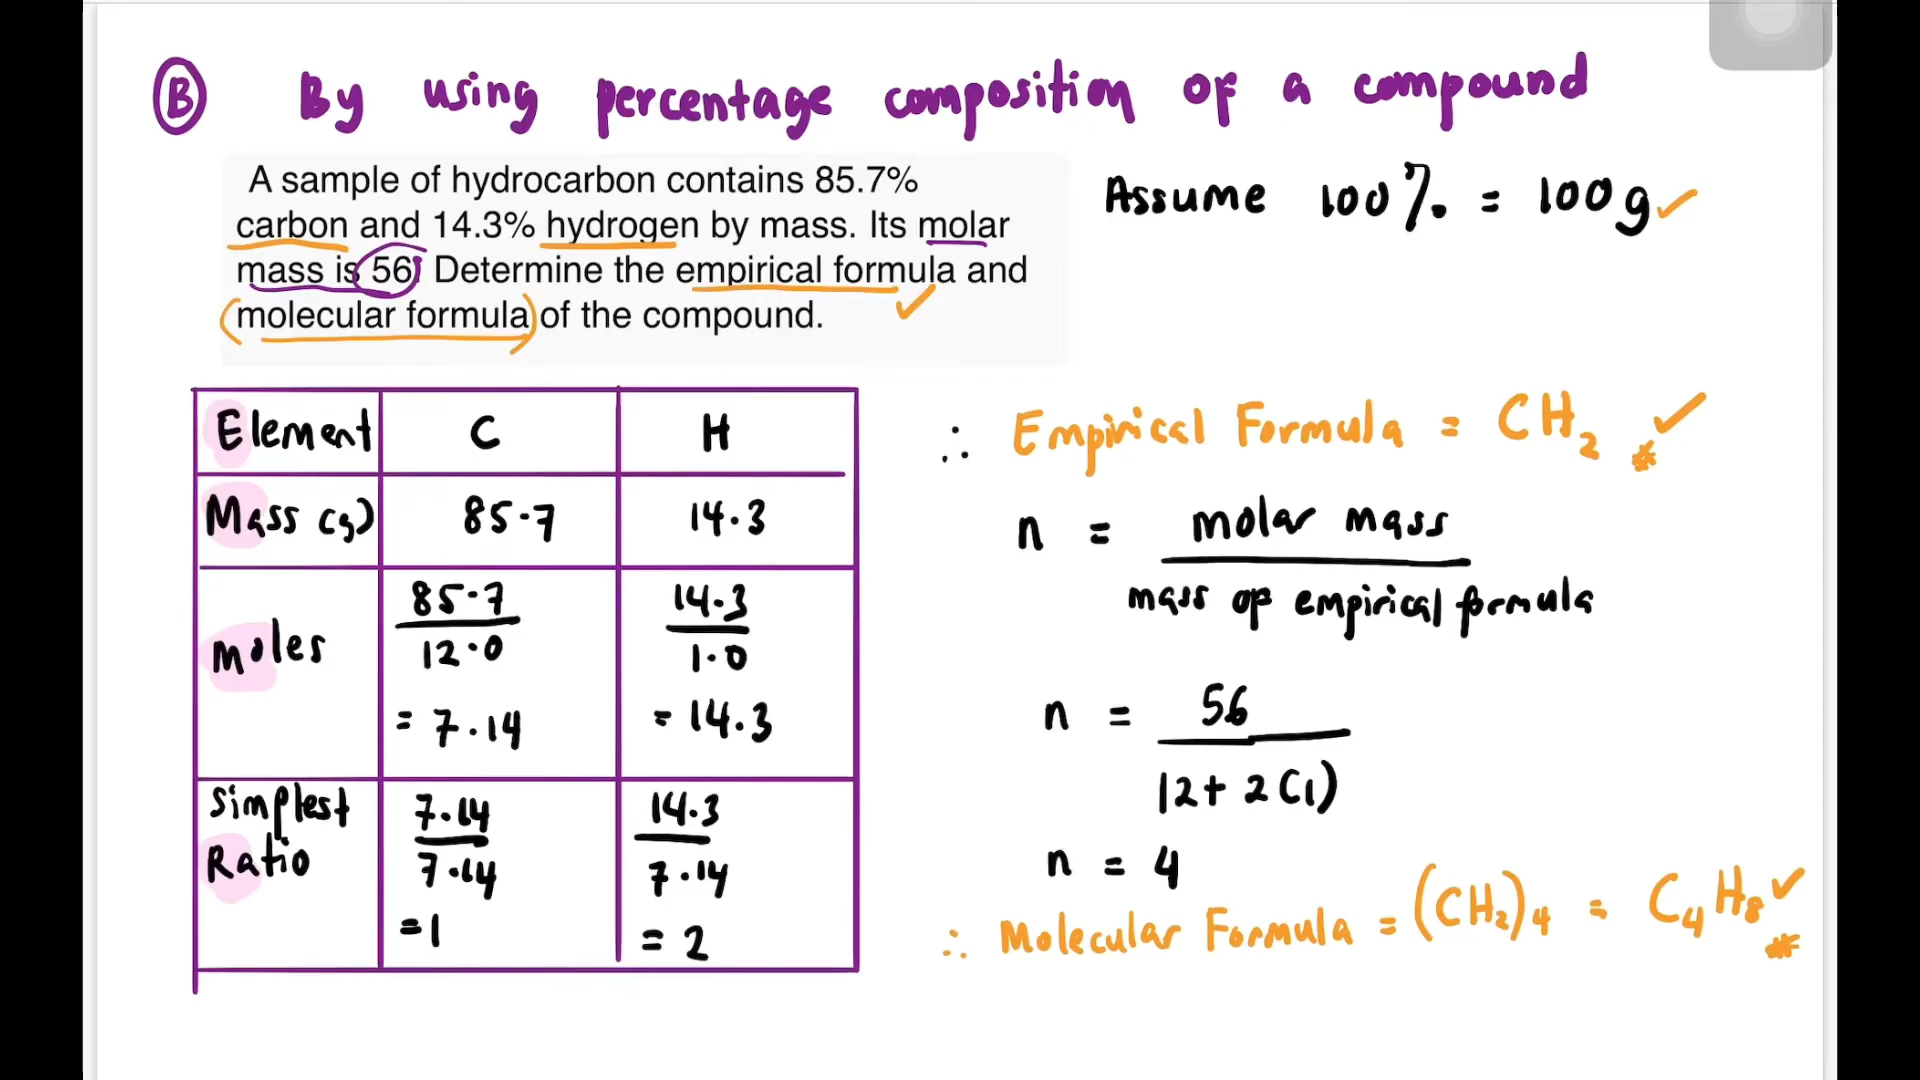 B By using percentage composition of a compound
A sample of hydrocarbon contains 85.7%
carbon and 14.3% hydrogen by mass. Its molar
mass is 56. Determine the empirical formula and
molecular formula of the compound.
Assume 100% = 100g ✓
Element C H
Mass (g) 85.7 14.3
moles 85.7/12.0 = 7.14 14.3/1.0 = 14.3
Simplest Ratio 7.14/7.14 = 1 14.3/7.14 = 2
∴ Empirical Formula = CH₂ ✓
n = molar mass / mass of empirical formula
n = 56 / 12 + 2(1)
n = 4
∴ Molecular Formula = (CH₂)₄ = C₄H₈ ✓